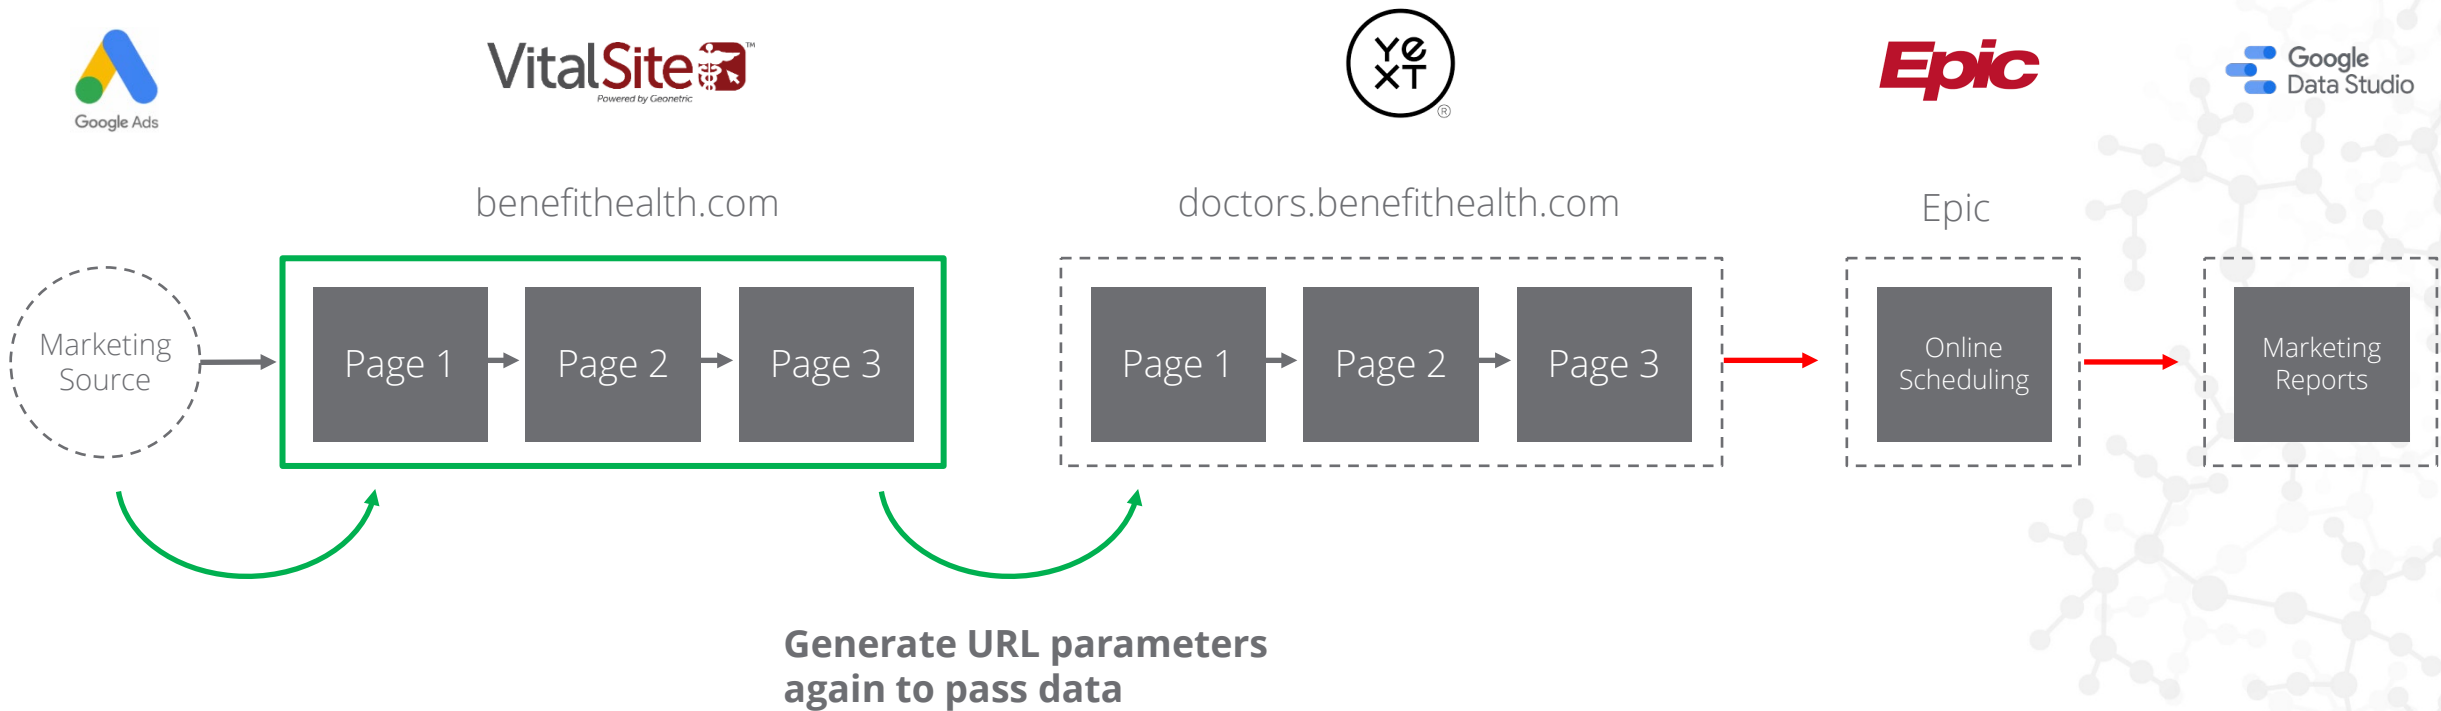 Google Ads
VitalSite™
Powered by Geonetric
YEXT
®
Epic
Google
Data Studio
benefithealth.com
doctors.benefithealth.com
Epic
Marketing
Source
Page 1
Page 2
Page 3
Page 1
Page 2
Page 3
Online
Scheduling
Marketing
Reports
Generate URL parameters
again to pass data